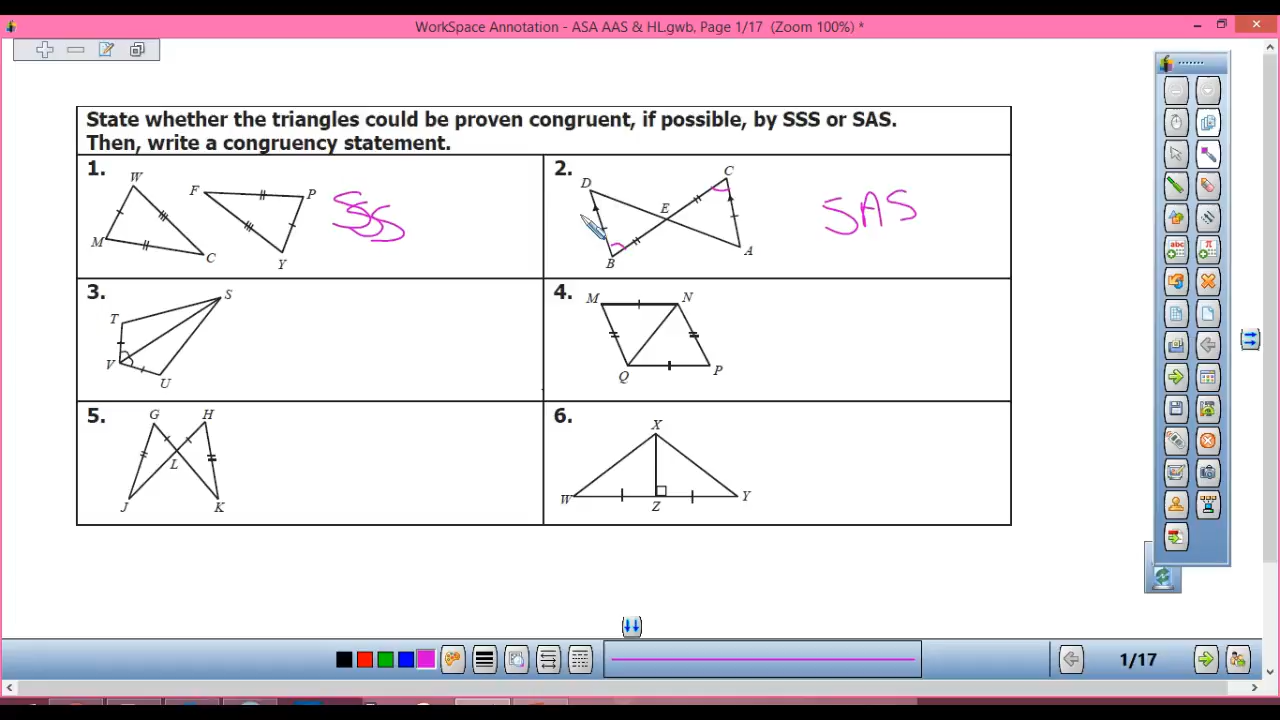 WorkSpace Annotation - ASA AAS & HL.gwb, Page 1/17 (Zoom 100%) *
State whether the triangles could be proven congruent, if possible, by SSS or SAS.
Then, write a congruency statement.
1.
W
F
P
M
C
Y
SSS
2.
D
C
E
B
A
SAS
3.
S
T
V
U
4.
M
N
Q
P
5.
G
H
L
J
K
6.
X
W
Z
Y
abc
π
1/17